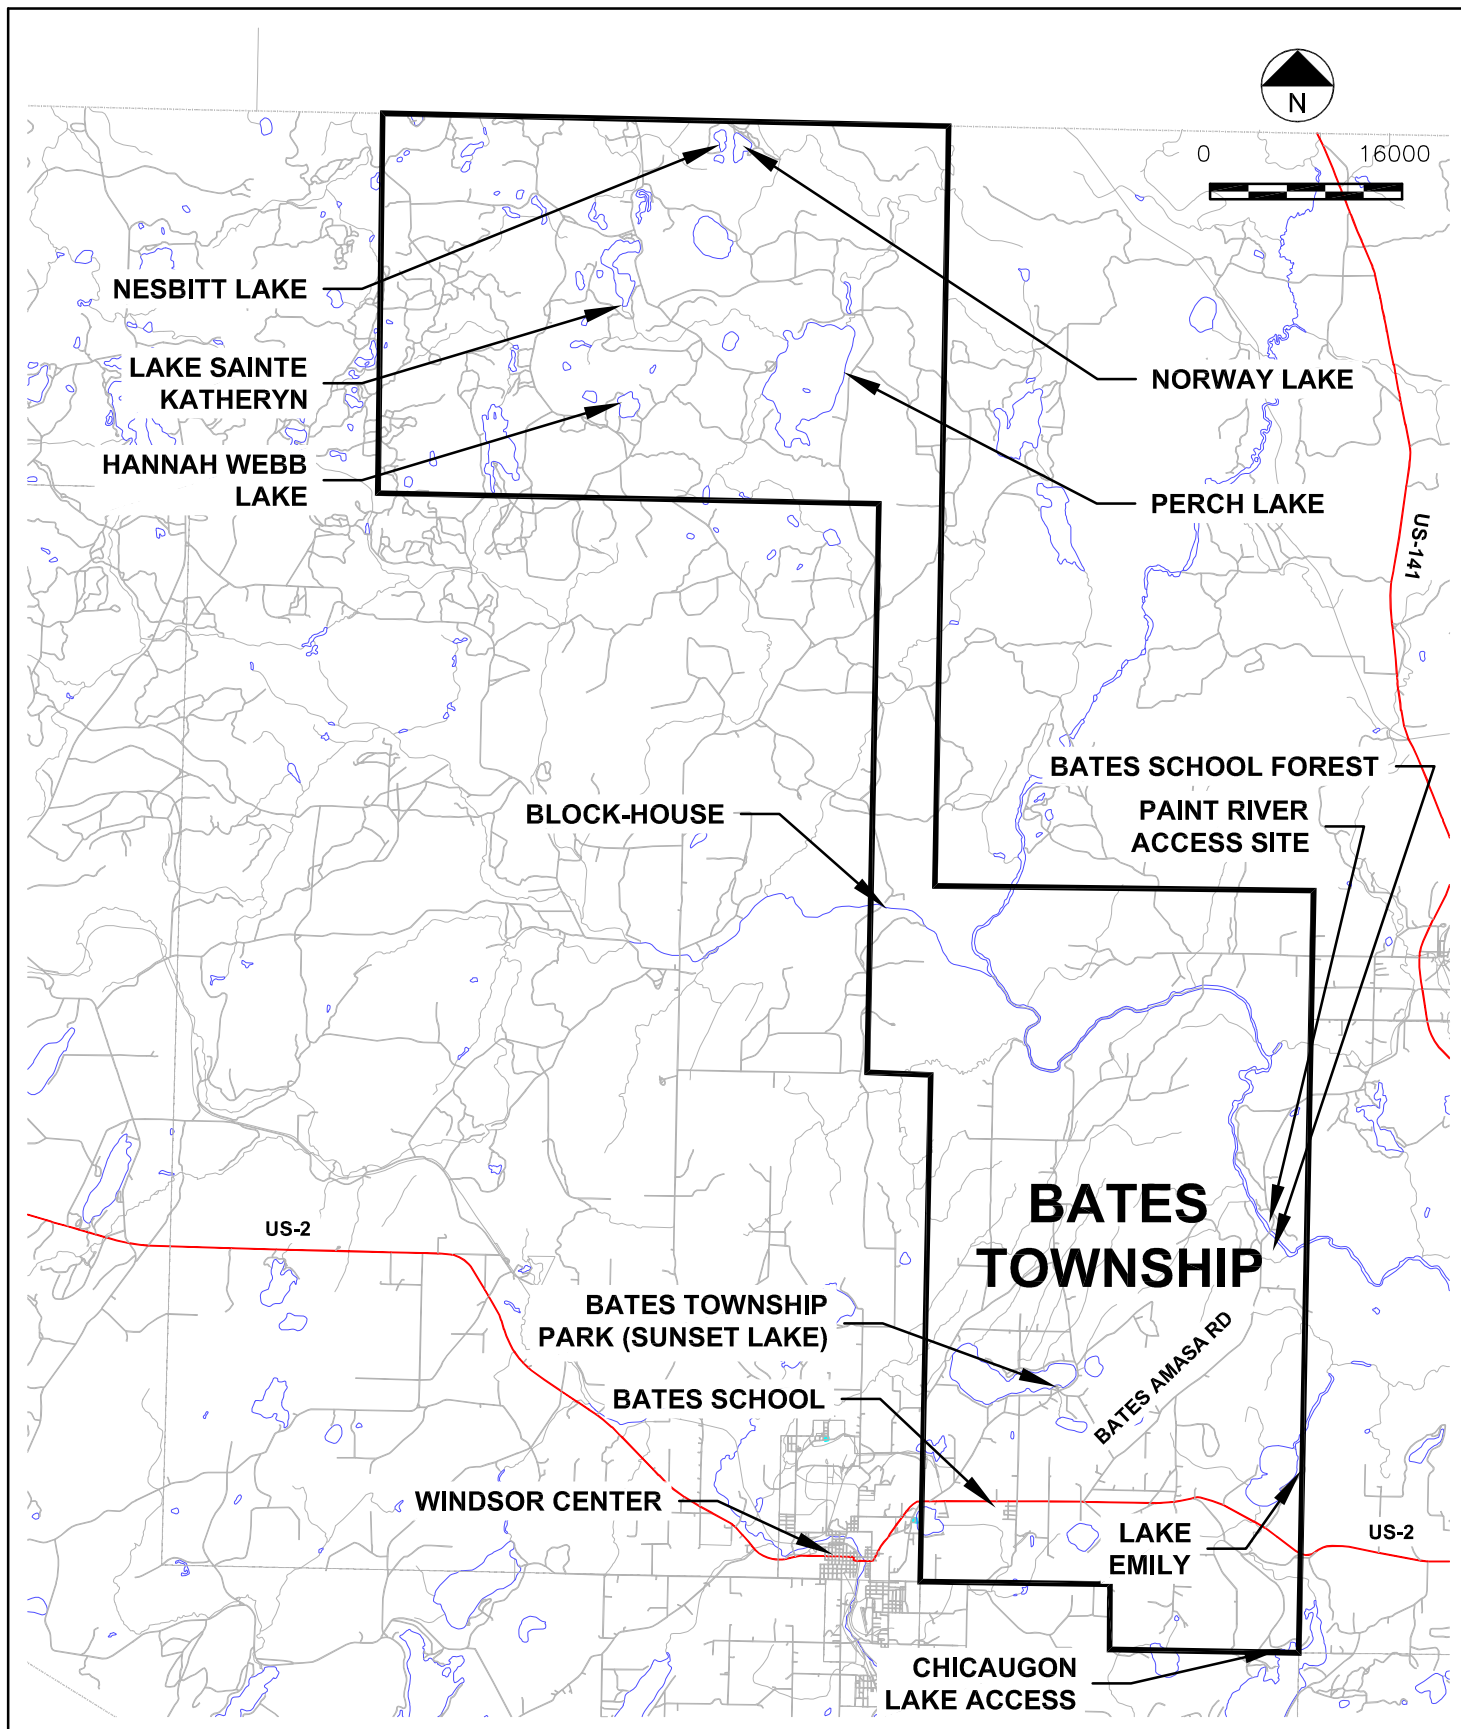 N
0 16000
NESBITT LAKE
LAKE SAINTE
KATHERYN
NORWAY LAKE
HANNAH WEBB
LAKE
PERCH LAKE
US-141
BATES SCHOOL FOREST
BLOCK-HOUSE
PAINT RIVER
ACCESS SITE
BATES
TOWNSHIP
US-2
BATES TOWNSHIP
PARK (SUNSET LAKE)
BATES AMASA RD
BATES SCHOOL
WINDSOR CENTER
LAKE
EMILY
US-2
CHICAUGON
LAKE ACCESS